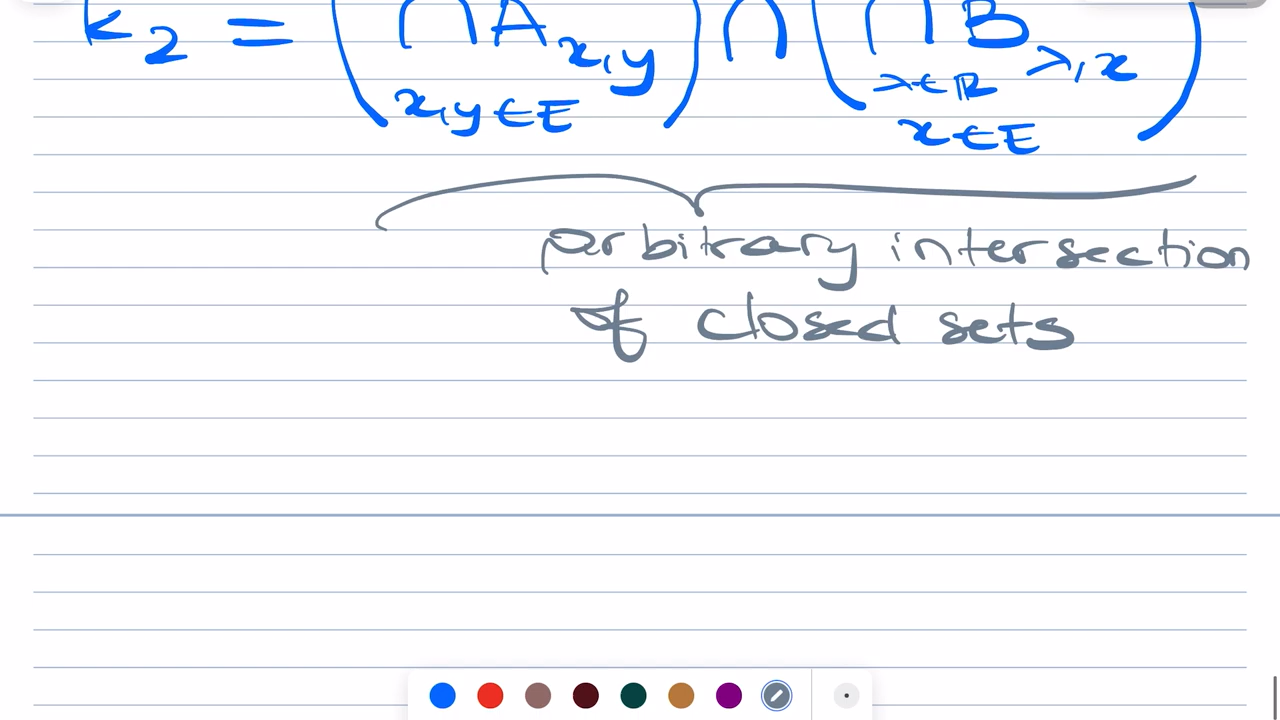 K₂ = (∩A_{x,y}) ∩ (∩B_{λ,x})
x,y∈E λ∈ℝ
x∈E
arbitrary intersection
of closed sets